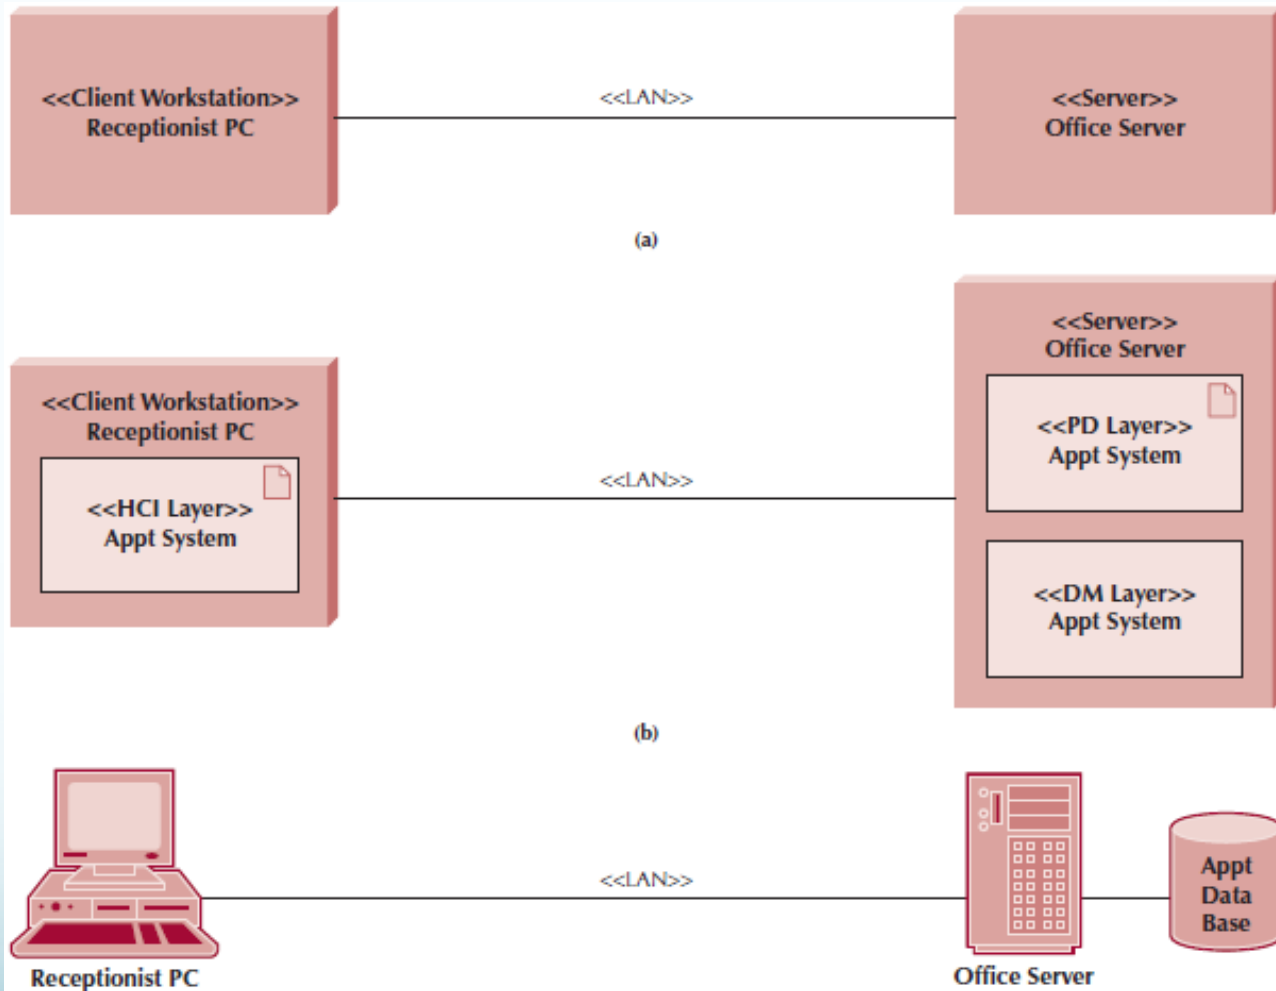 <<Client Workstation>>
Receptionist PC
<<LAN>>
<<Server>>
Office Server
(a)
<<Server>>
Office Server
<<Client Workstation>>
Receptionist PC
<<PD Layer>>
Appt System
<<LAN>>
<<HCI Layer>>
Appt System
<<DM Layer>>
Appt System
(b)
<<LAN>>
Appt
Data
Base
Receptionist PC
Office Server